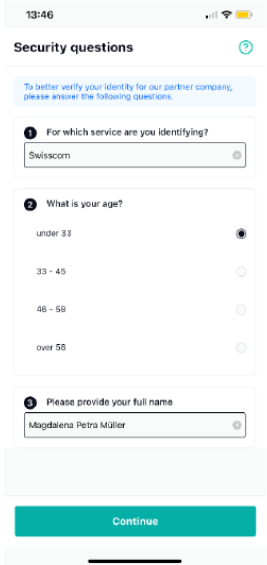 13:46
Security questions
?
To better verify your identity for our partner company,
please answer the following questions.
1 For which service are you identifying?
Swisscom
2 What is your age?
under 33
33 - 45
46 - 58
over 58
3 Please provide your full name
Magdalena Petra Müller
Continue